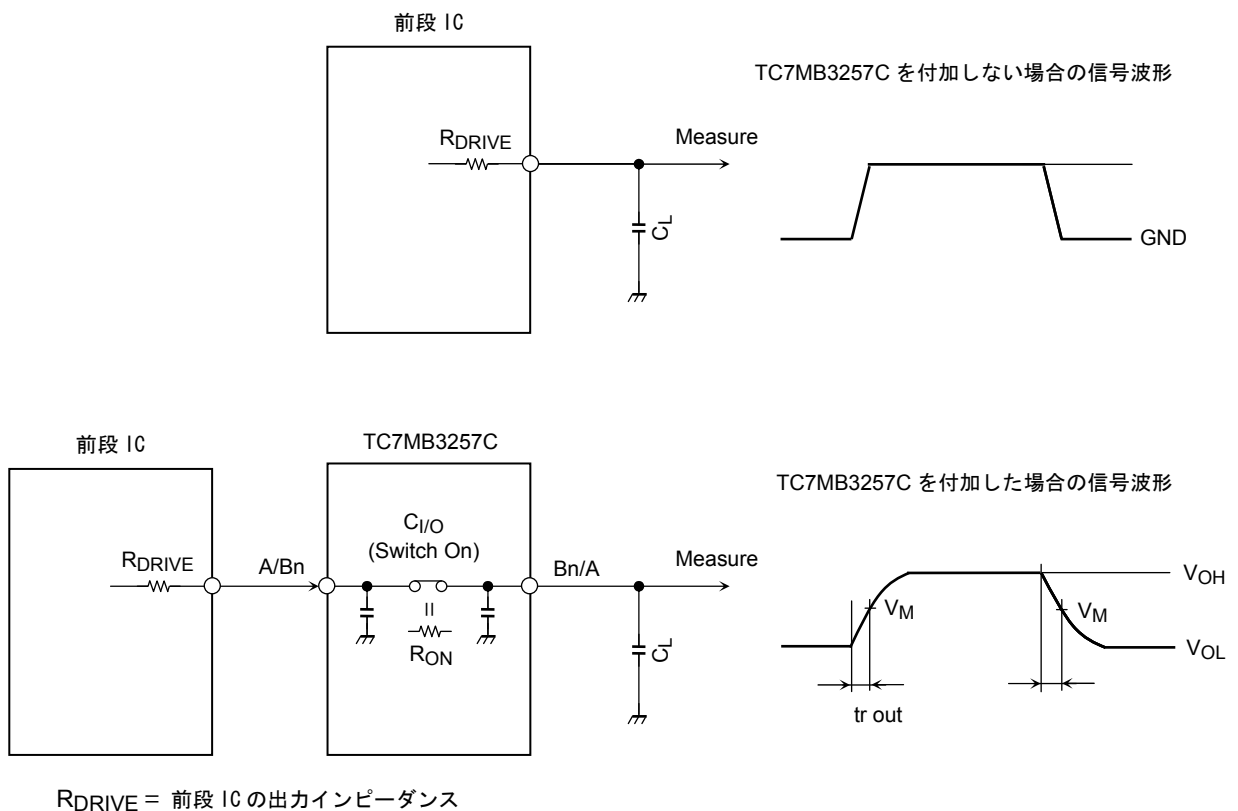 前段 IC
TC7MB3257C を付加しない場合の信号波形
RDRIVE
Measure
CL
GND
前段 IC
TC7MB3257C
TC7MB3257C を付加した場合の信号波形
CI/O
(Switch On)
RDRIVE
A/Bn
Bn/A
Measure
VOH
VM
VM
RON
CL
VOL
tr out
RDRIVE = 前段 IC の出力インピーダンス